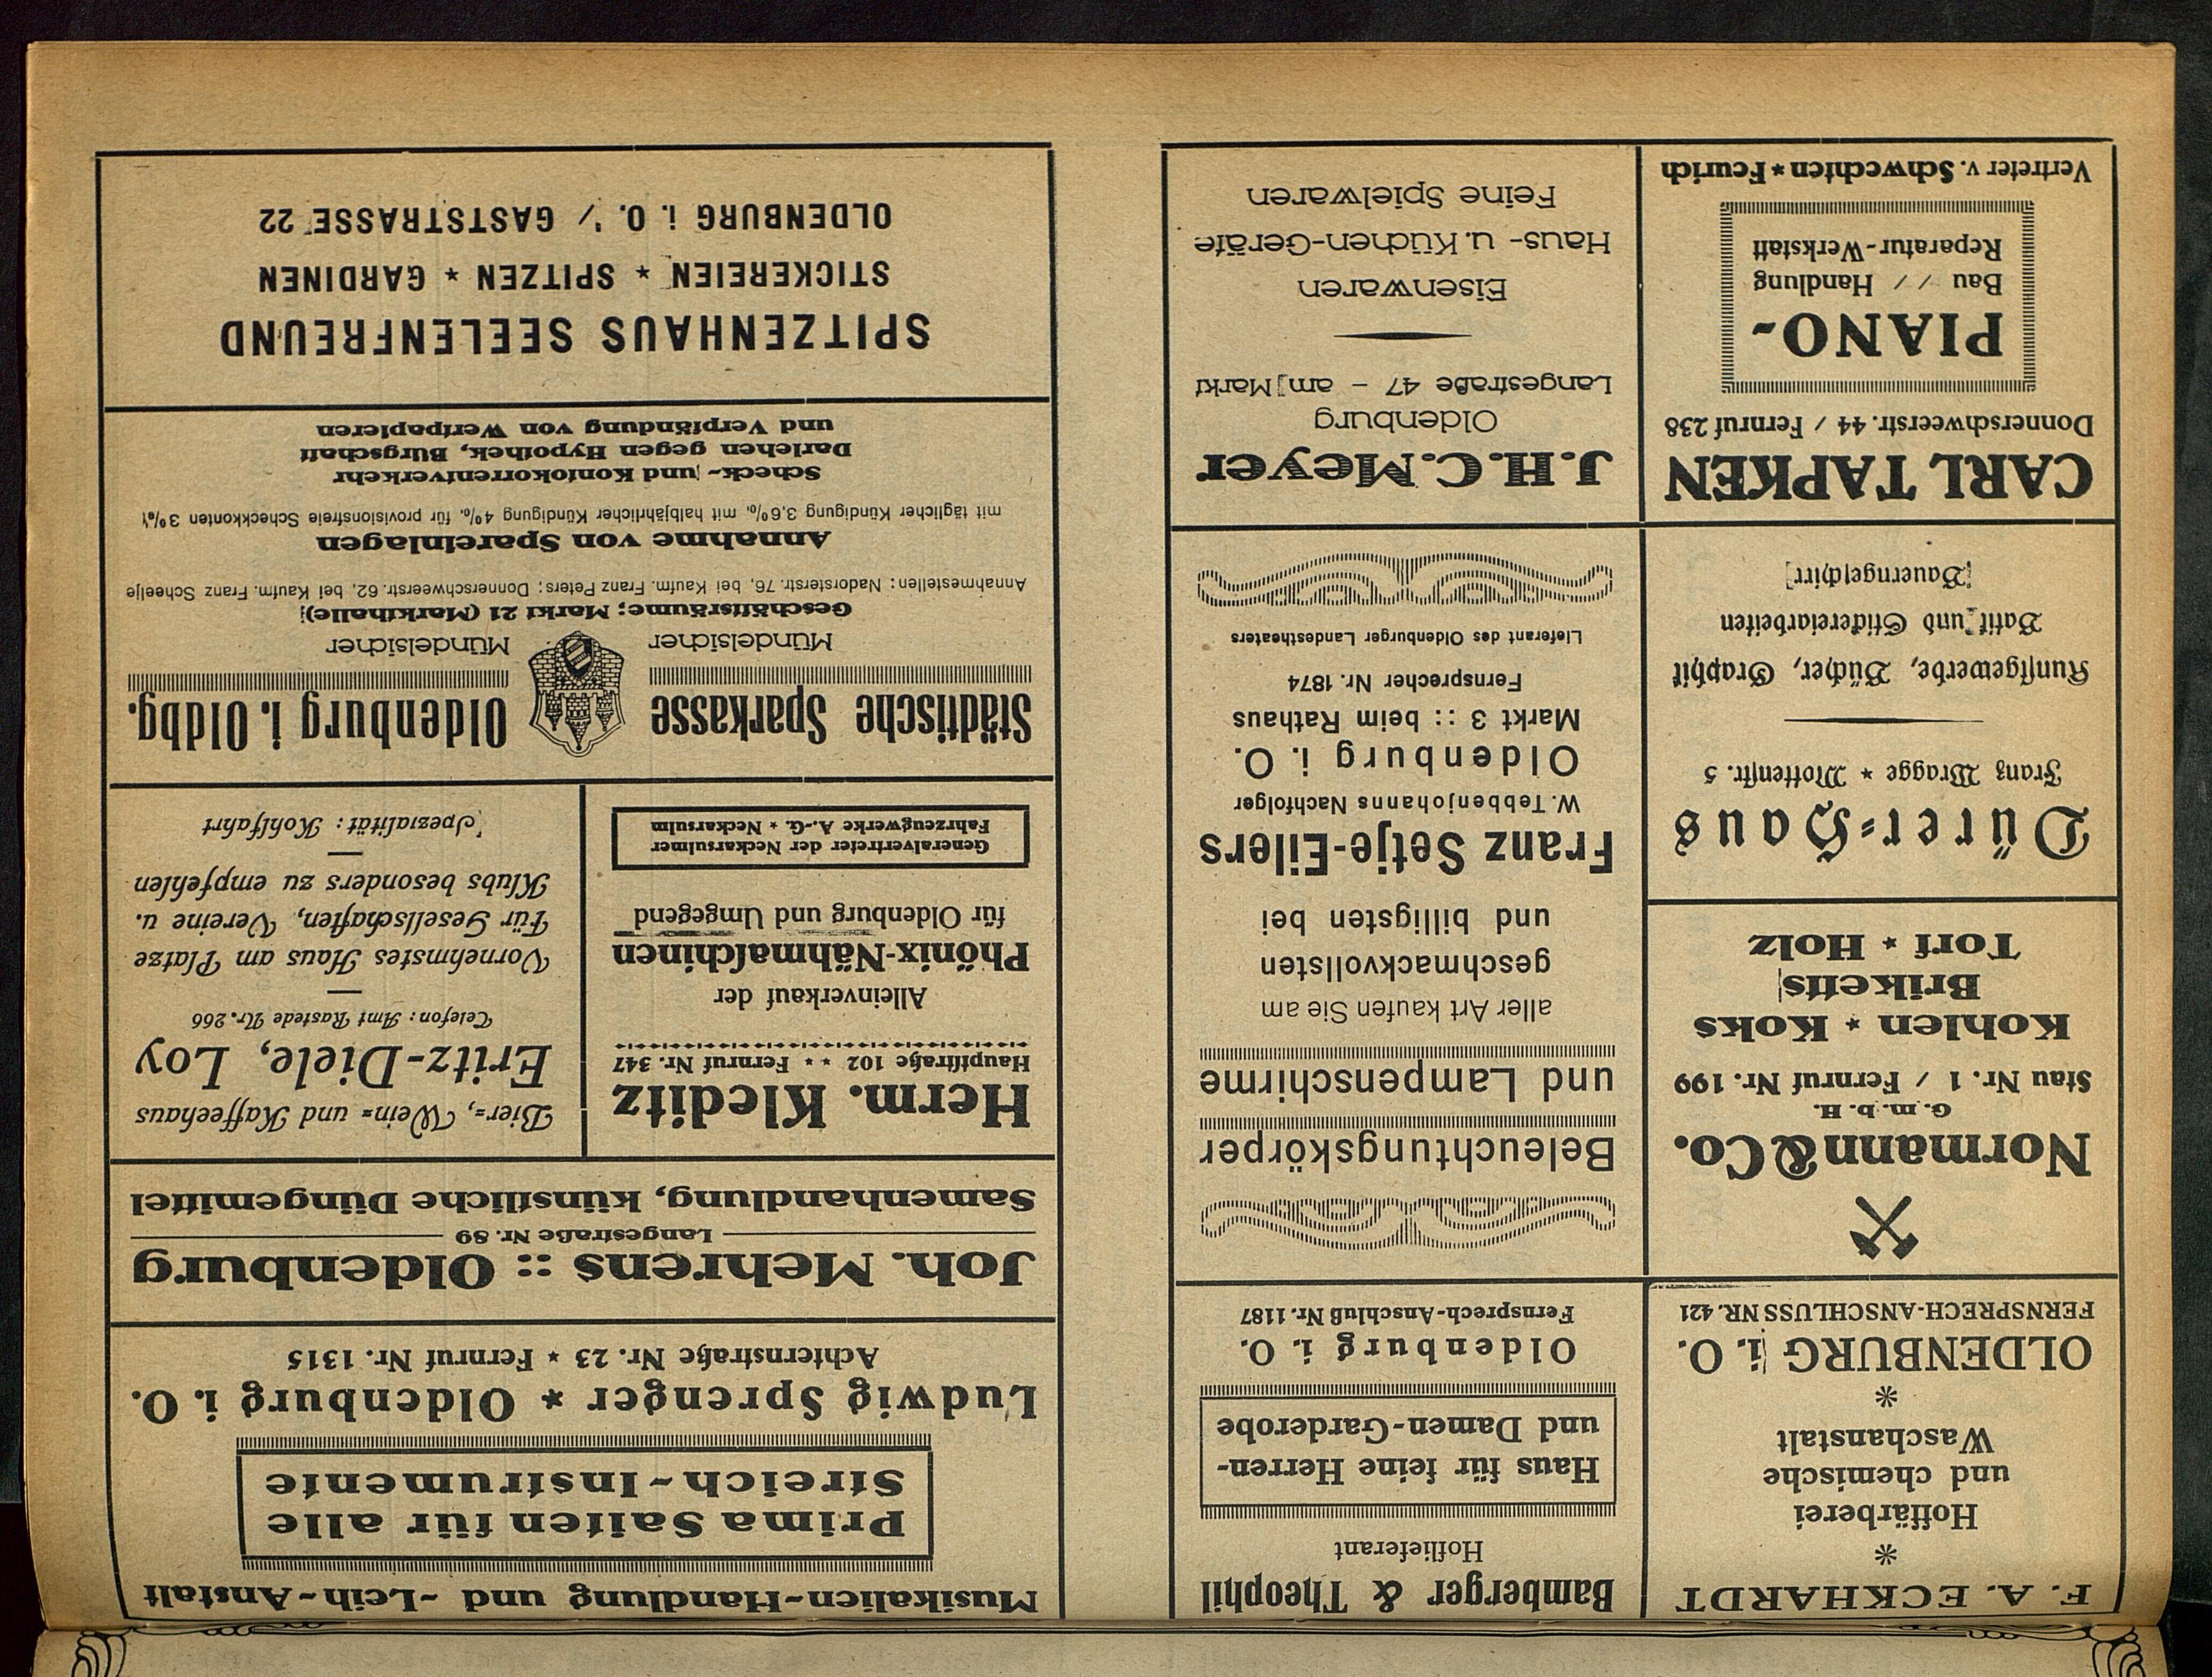 F. A. ECKHARDT
*
Hoffärberei
und chemische
Waschanstalt
*
OLDENBURG i. O.
FERNSPRECH-ANSCHLUSS NR. 421
Bamberger & Theophil
Hoflieferant
Haus für feine Herren-
und Damen-Garderobe
Oldenburg i. O.
Fernsprech-Anschluß Nr. 1187
Normann & Co.
G. m. b. H.
Stau Nr. 1 / Fernruf Nr. 199
Kohlen * Koks
Briketts
Torf * Holz
Beleuchtungskörper
und Lampenschirme
aller Art kaufen Sie am
geschmackvollsten
und billigsten bei
Franz Setje-Eilers
W. Tebbenjohanns Nachfolger
Oldenburg i. O.
Markt 3 :: beim Rathaus
Fernsprecher Nr. 1874
Lieferant des Oldenburger Landestheaters
Dürer=Haus
Franz Wragge * Mottenstr. 5
Kunstgewerbe, Bücher, Graphik
Batik und Stickereiarbeiten
[Bauerngeschirr]
CARL TAPKEN
Donnerschweerstr. 44 / Fernruf 238
PIANO-
Bau // Handlung
Reparatur-Werkstatt
Vertreter v. Schwechten * Feurich
J. H. C. Meyer
Oldenburg
Langestraße 47 – am Markt
Eisenwaren
Haus- u. Küchen-Geräte
Feine Spielwaren
Musikalien-Handlung und -Leih-Anstalt
Prima Saiten für alle
Streich-Instrumente
Ludwig Sprenger * Oldenburg i. O.
Achternstraße Nr. 23 * Fernruf Nr. 1315
Joh. Mehrens :: Oldenburg
Langestraße Nr. 89
Samenhandlung, künstliche Düngemittel
Herm. Kleditz
Hauptstraße 102 ** Fernruf Nr. 347
Alleinverkauf der
Phönix-Nähmaschinen
für Oldenburg und Umgegend
Generalvertreter der Neckarsulmer
Fahrzeugwerke A.-G. * Neckarsulm
Bier=, Wein= und Kaffeehaus
Eritz-Diele, Loy
Telefon: Amt Rastede Nr. 266
Vornehmstes Haus am Platze
Für Gesellschaften, Vereine u.
Klubs besonders zu empfehlen
Spezialität: Kohlfahrt
Städtische Sparkasse Oldenburg i. Oldbg.
Mündelsicher Mündelsicher
Geschäftsräume; Markt 21 (Markthalle)
Annahmestellen: Nadorsterstr. 76, bei Kaufm. Franz Peters; Donnerschweerstr. 62, bei Kaufm. Franz Scheelje
Annahme von Spareinlagen
mit täglicher Kündigung 3,6%, mit halbjährlicher Kündigung 4%, für provisionsfreie Scheckkonten 3%
Scheck- und Kontokorrentverkehr
Darlehen gegen Hypothek, Bürgschaft
und Verpfändung von Wertpapieren
SPITZENHAUS SEELENFREUND
STICKEREIEN * SPITZEN * GARDINEN
OLDENBURG i. O. / GASTSTRASSE 22